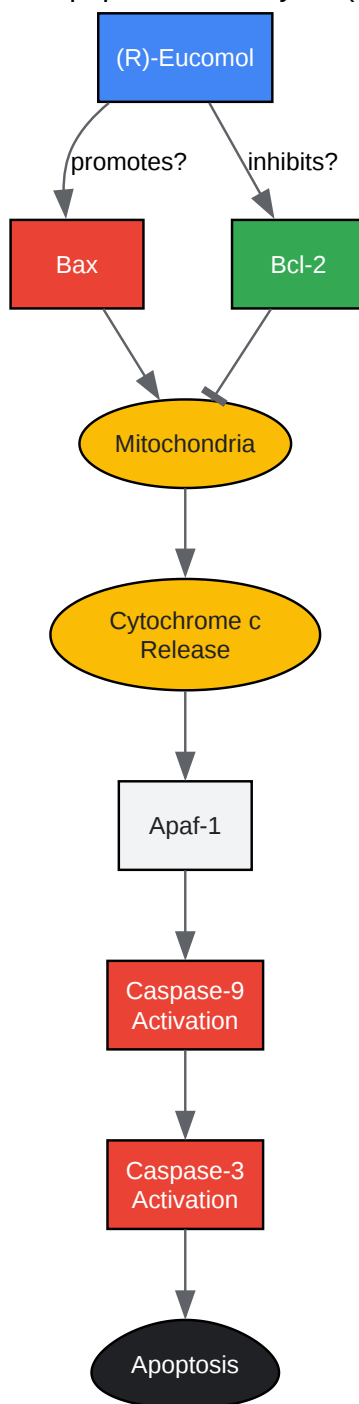 (R)-Eucomol
promotes?
inhibits?
Bax
Bcl-2
Mitochondria
Cytochrome c
Release
Apaf-1
Caspase-9
Activation
Caspase-3
Activation
Apoptosis